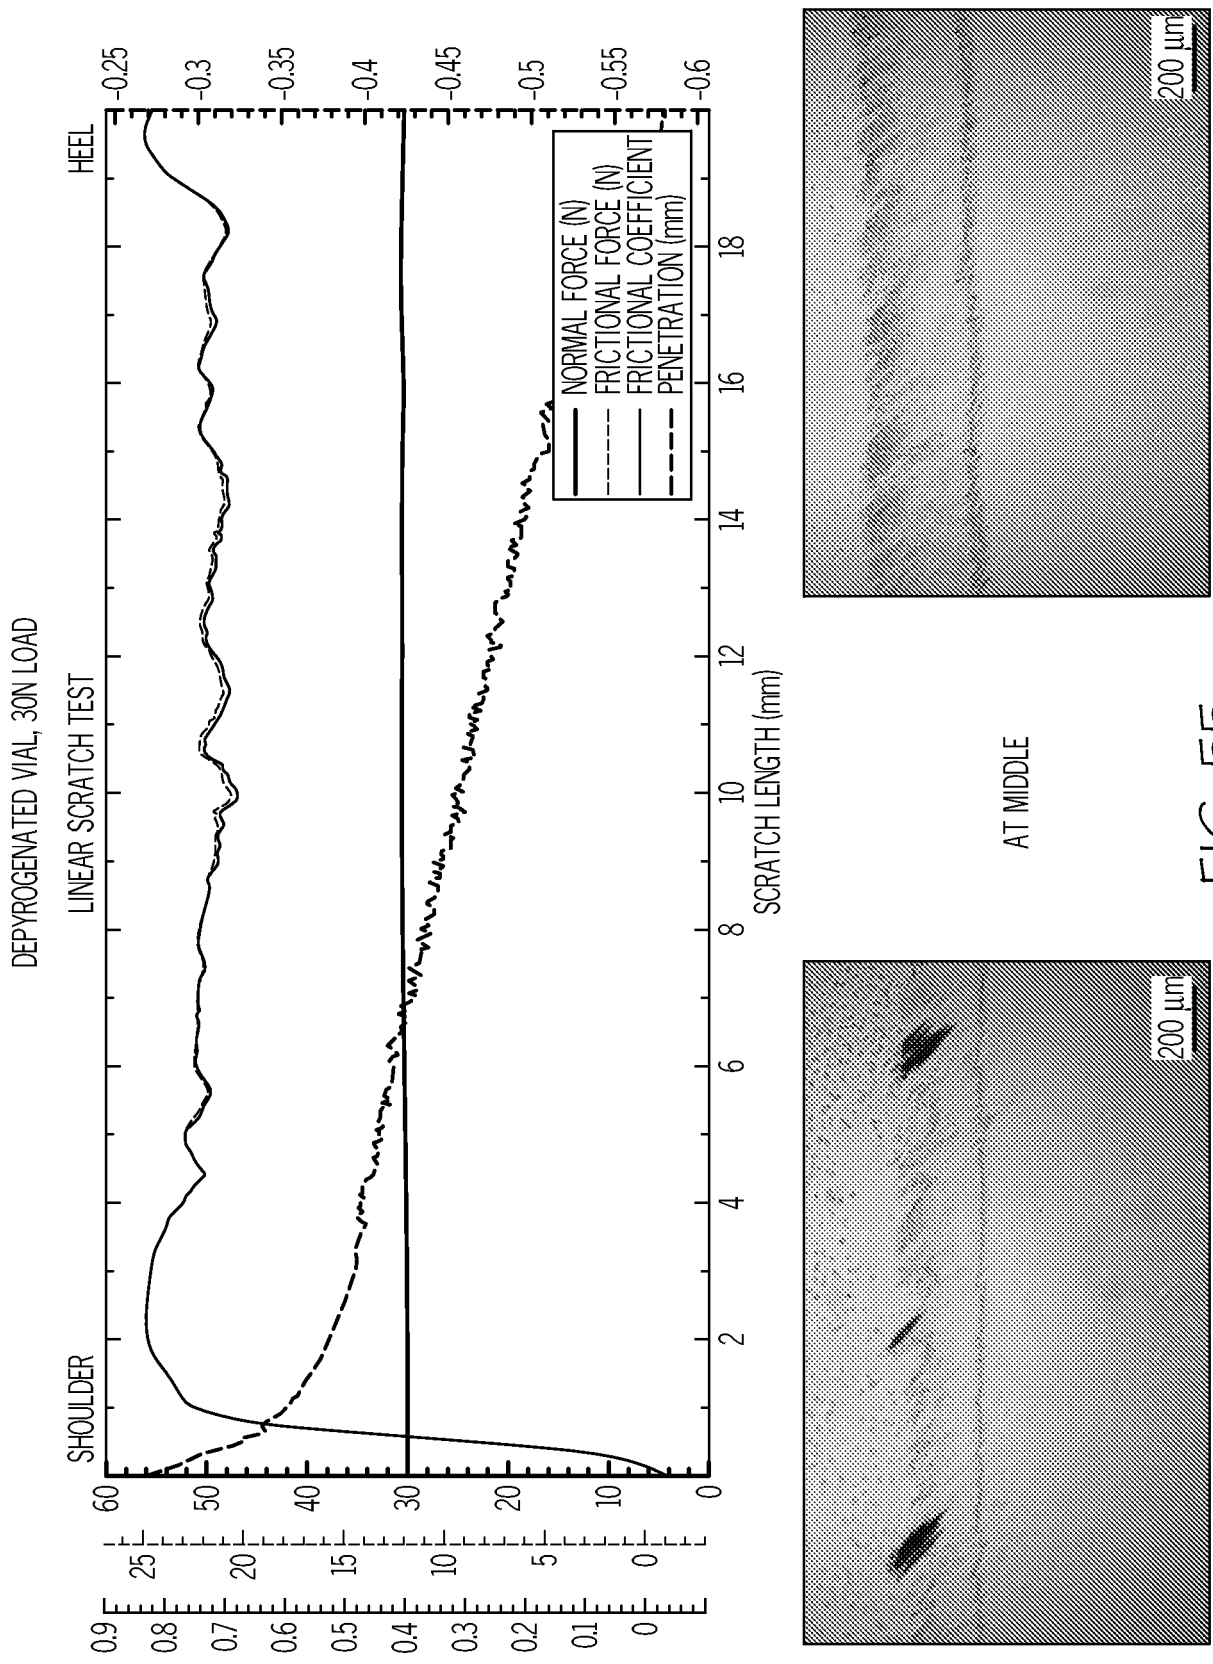 DEPYROGENATED VIAL, 30N LOAD
LINEAR SCRATCH TEST
SHOULDER
HEEL
0.9
0.8
0.7
0.6
0.5
0.4
0.3
0.2
0.1
0
25
20
15
10
5
0
60
50
40
30
20
10
0
-0.25
-0.3
-0.35
-0.4
-0.45
-0.5
-0.55
-0.6
NORMAL FORCE (N)
FRICTIONAL FORCE (N)
FRICTIONAL COEFFICIENT
PENETRATION (mm)
2 4 6 8 10 12 14 16 18
SCRATCH LENGTH (mm)
200 μm
AT MIDDLE
200 μm